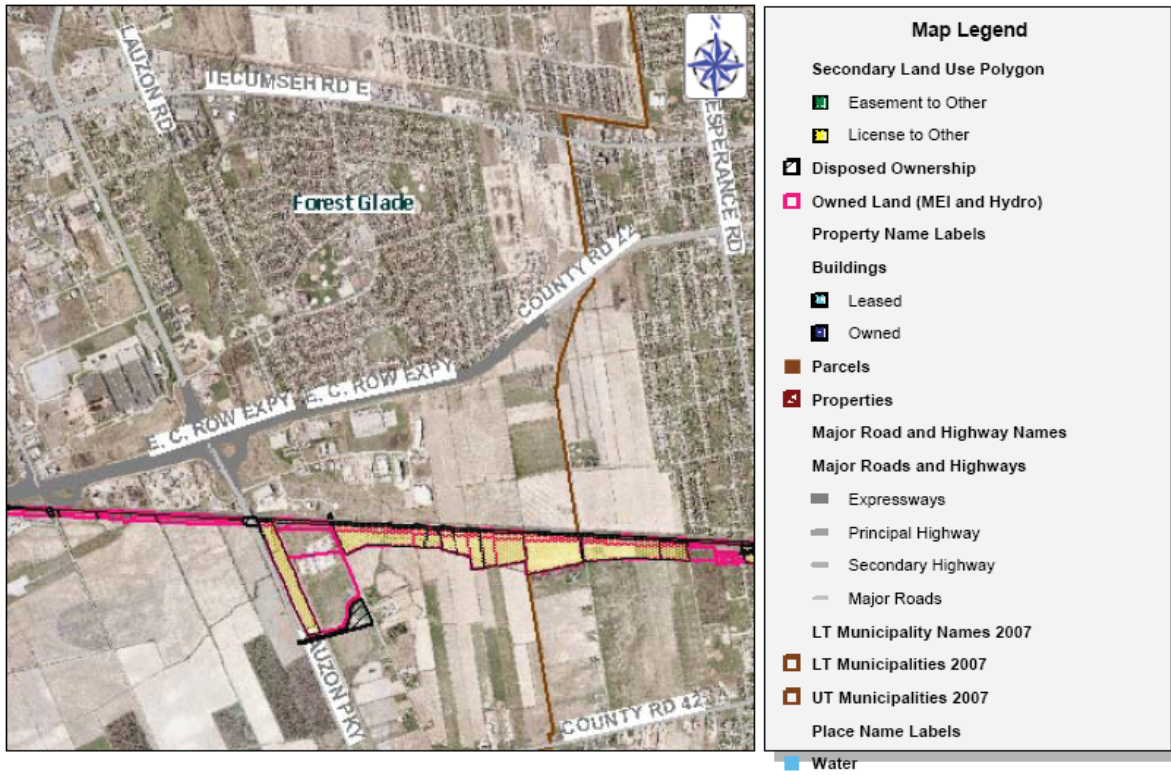 LAUZON RD
TECUMSEH RD E
ESPERANCE RD
Forest Glade
COUNTY RD 22
E. C. ROW EXPY
E. C. ROW EXPY
AUZON PKY
COUNTY RD 42
Map Legend
Secondary Land Use Polygon
Easement to Other
License to Other
Disposed Ownership
Owned Land (MEI and Hydro)
Property Name Labels
Buildings
Leased
Owned
Parcels
Properties
Major Road and Highway Names
Major Roads and Highways
Expressways
Principal Highway
Secondary Highway
Major Roads
LT Municipality Names 2007
LT Municipalities 2007
UT Municipalities 2007
Place Name Labels
Water